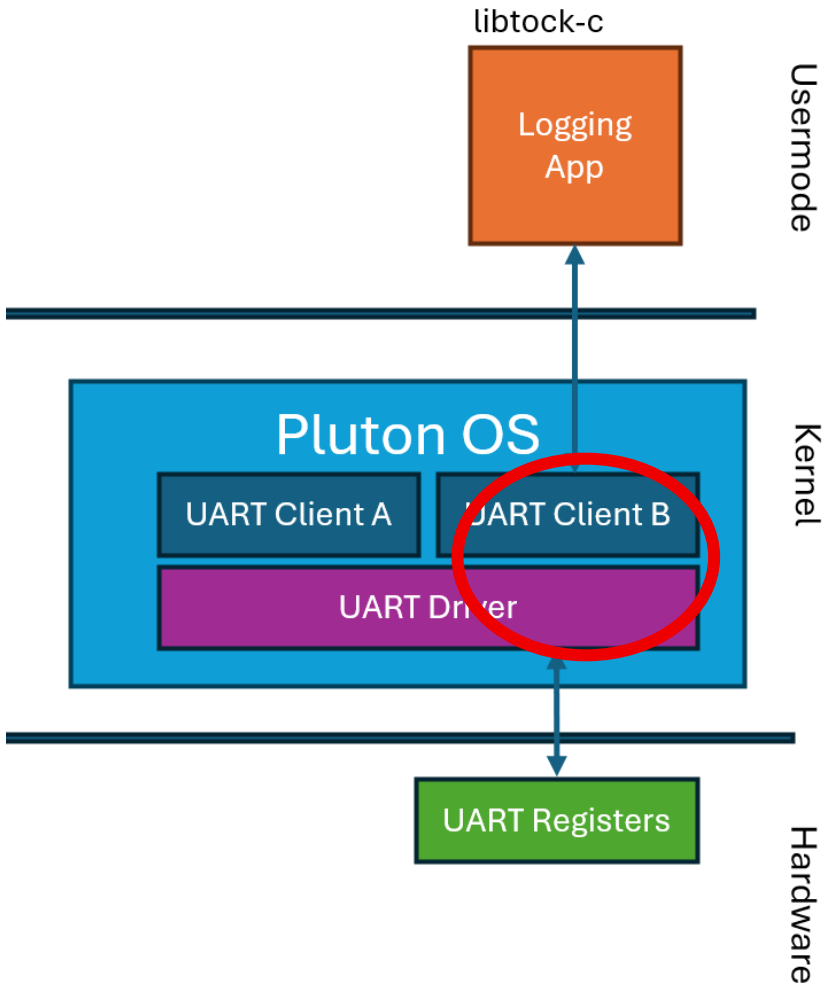 libtock-c
Logging
App
Usermode
Pluton OS
Kernel
UART Client A
UART Client B
UART Driver
UART Registers
Hardware